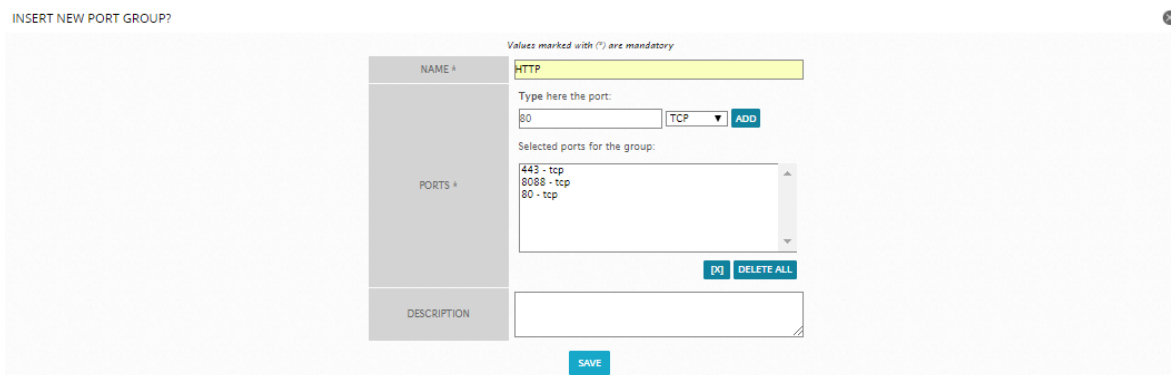 INSERT NEW PORT GROUP?
Values marked with (*) are mandatory
NAME *
HTTP
Type here the port:
80
TCP
ADD
Selected ports for the group:
PORTS *
443 - tcp
8088 - tcp
80 - tcp
[X]
DELETE ALL
DESCRIPTION
SAVE